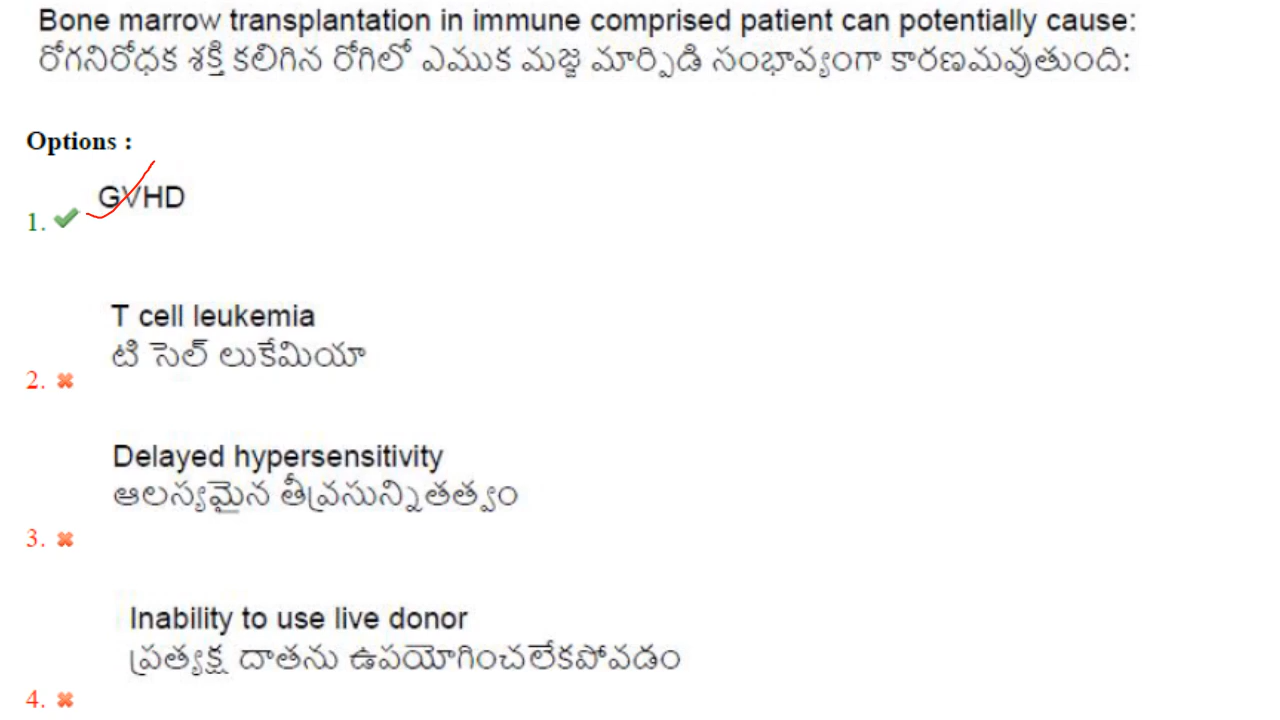 Bone marrow transplantation in immune comprised patient can potentially cause:
రోగనిరోధక శక్తి కలిగిన రోగిలో ఎముక మజ్జ మార్పిడి సంభావ్యంగా కారణమవుతుంది:
Options :
GVHD
1.
T cell leukemia
టి సెల్ లుకేమియా
2.
Delayed hypersensitivity
ఆలస్యమైన తీవ్రసున్నితత్వం
3.
Inability to use live donor
ప్రత్యక్ష దాతను ఉపయోగించలేకపోవడం
4.